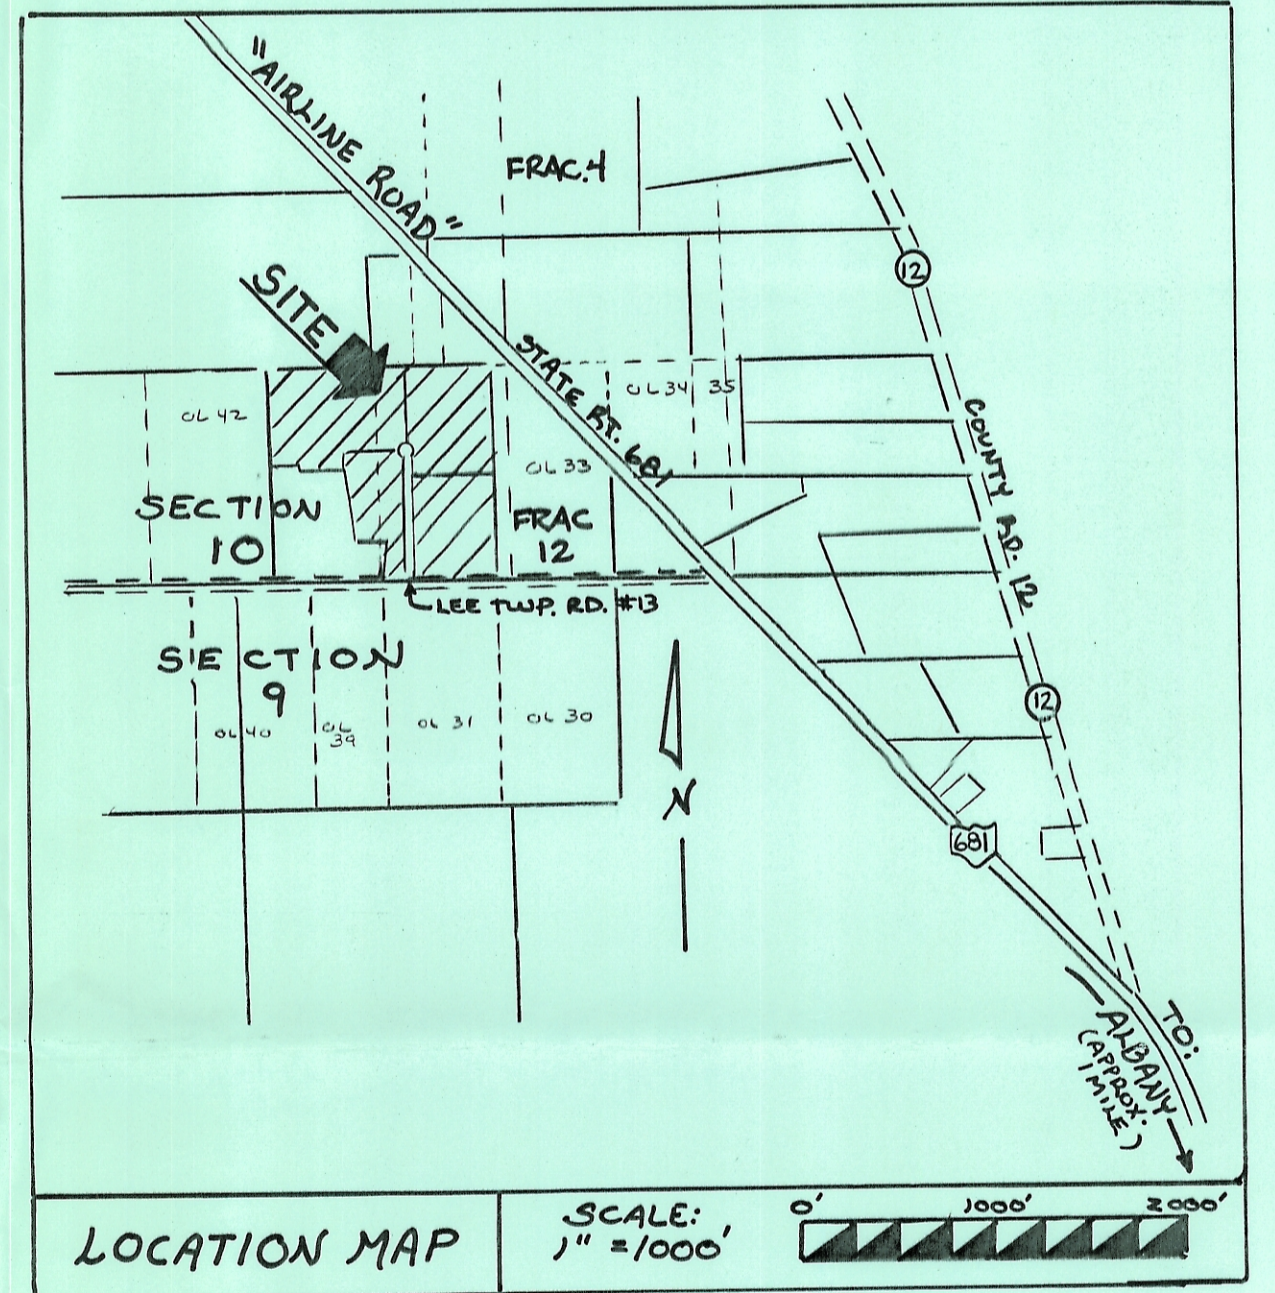 "AIRLINE ROAD"
FRAC. 4
12
SITE
STATE RT. 681
OL 34
35
OL 42
COUNTY RD. 12
OL 33
SECTION
10
FRAC
12
LEE TWP. RD. #13
SECTION
9
12
OL 40
OL
39
OL 31
OL 30
N
681
TO:
ALBANY
(APPROX.
1 MILE)
LOCATION MAP
SCALE:
1" = 1000'
0' 1000' 2000'